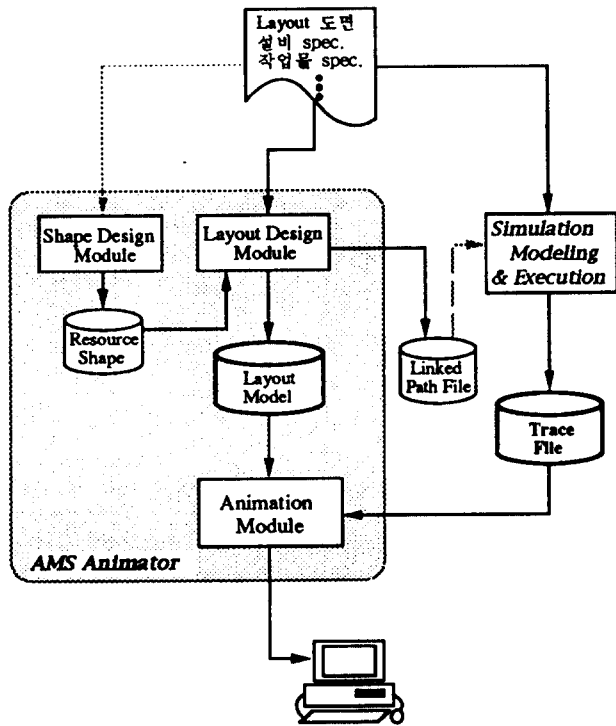 Layout 도면
설비 spec.
작업물 spec.
Shape Design
Module
Layout Design
Module
Simulation
Modeling
& Execution
Resource
Shape
Layout
Model
Linked
Path File
Trace
File
Animation
Module
AMS Animator